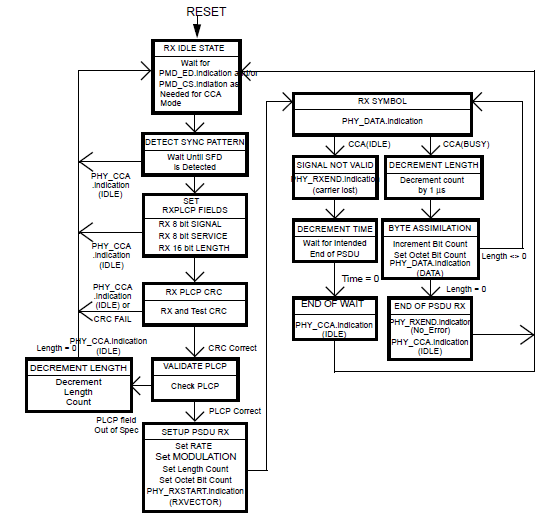 RESET
RX IDLE STATE
Wait for
PMD_ED.indication and/or
PMD_CS.indiation as
Needed for CCA
Mode
DETECT SYNC PATTERN
Wait Until SFD
is Detected
PHY_CCA
.indication
(IDLE)
SET
RXPLCP FIELDS
RX 8 bit SIGNAL
RX 8 bit SERVICE
RX 16 bit LENGTH
PHY_CCA
.indication
(IDLE)
RX PLCP CRC
RX and Test CRC
PHY_CCA
.indication
(IDLE) or
CRC FAIL
CRC Correct
VALIDATE PLCP
Check PLCP
PHY_CCA.indication
(IDLE)
Length = 0
DECREMENT LENGTH
Decrement
Length
Count
PLCP field
Out of Spec
PLCP Correct
SETUP PSDU RX
Set RATE
Set MODULATION
Set Length Count
Set Octet Bit Count
PHY_RXSTART.indication
(RXVECTOR)
RX SYMBOL
PHY_DATA.indication
CCA(IDLE)
CCA(BUSY)
SIGNAL NOT VALID
PHY_RXEND.indication
(carrier lost)
DECREMENT LENGTH
Decrement count
by 1 µs
DECREMENT TIME
Wait for Intended
End of PSDU
BYTE ASSIMILATION
Increment Bit Count
Set Octet Bit Count
PHY_DATA.indication
(DATA)
Length <> 0
Time = 0
Length = 0
END OF WAIT
PHY_CCA.indication
(IDLE)
END OF PSDU RX
PHY_RXEND.indication
(No_Error)
PHY_CCA.indication
(IDLE)